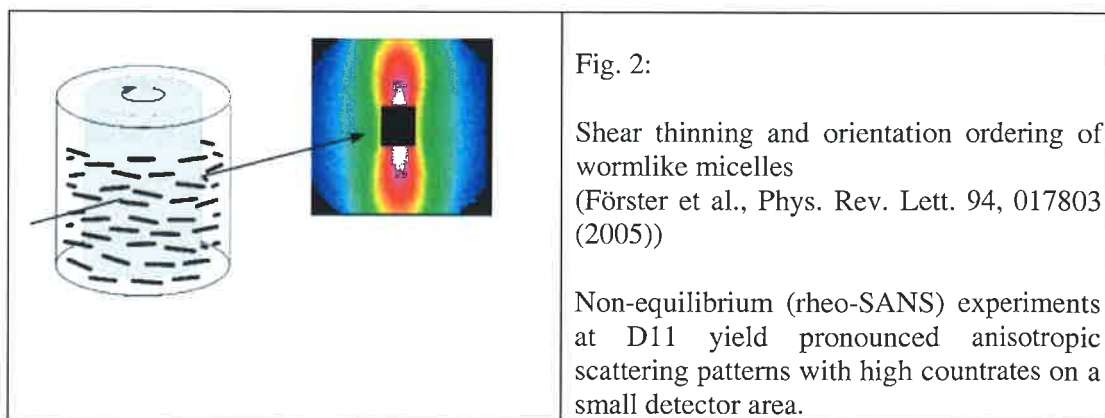 Fig. 2:
Shear thinning and orientation ordering of
wormlike micelles
(Förster et al., Phys. Rev. Lett. 94, 017803
(2005))
Non-equilibrium (rheo-SANS) experiments
at D11 yield pronounced anisotropic
scattering patterns with high countrates on a
small detector area.